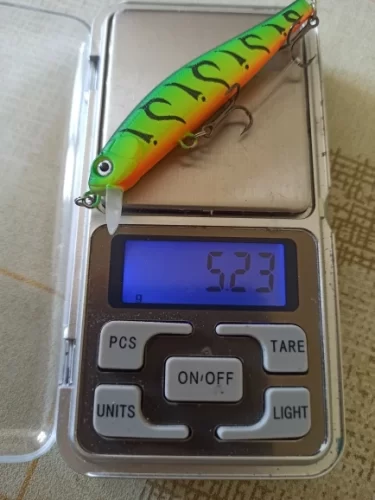 5.23
g
PCS
TARE
ON/OFF
UNITS
LIGHT